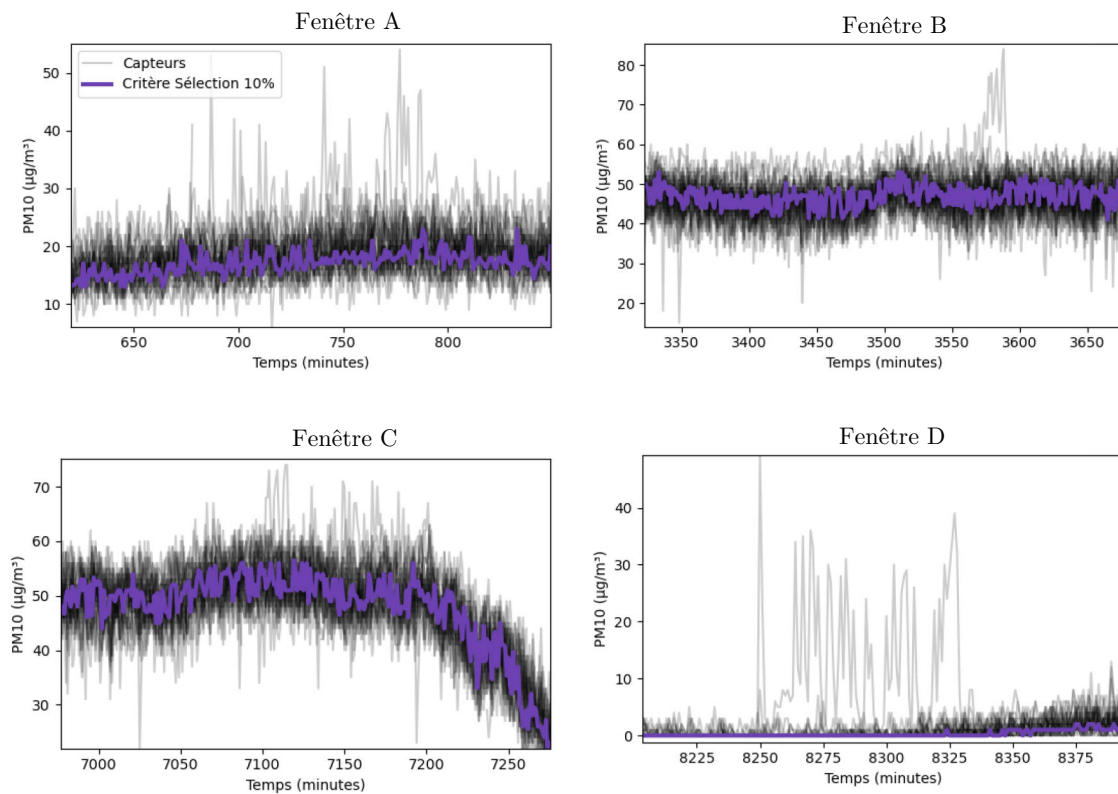 Fenêtre A
50
40
30
20
10
PM10 (µg/m³)
Capteurs
Critère Sélection 10%
650 700 750 800
Temps (minutes)
Fenêtre B
80
70
60
50
40
30
20
PM10 (µg/m³)
3350 3400 3450 3500 3550 3600 3650
Temps (minutes)
Fenêtre C
70
60
50
40
30
PM10 (µg/m³)
7000 7050 7100 7150 7200 7250
Temps (minutes)
Fenêtre D
40
30
20
10
0
PM10 (µg/m³)
8225 8250 8275 8300 8325 8350 8375
Temps (minutes)